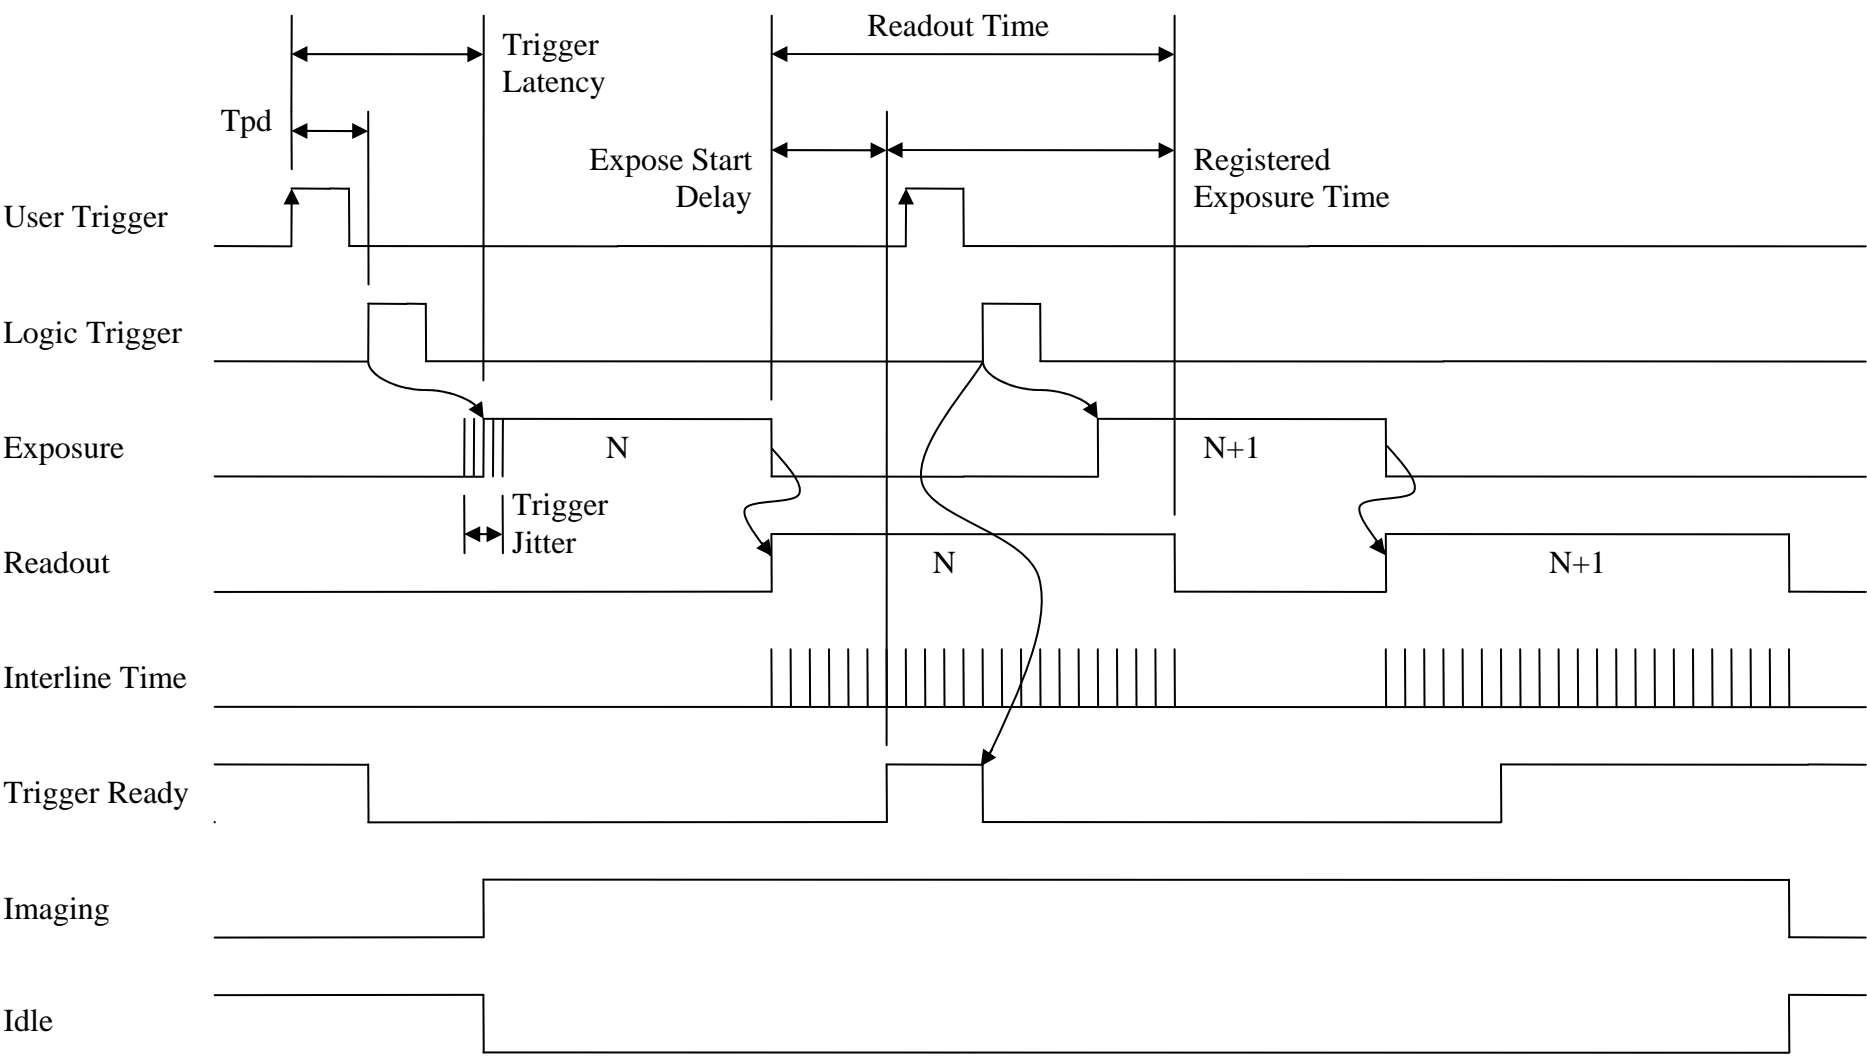 Readout Time
Trigger
Latency
Tpd
Expose Start
Delay
Registered
Exposure Time
User Trigger
Logic Trigger
Exposure
N
N+1
Trigger
Jitter
Readout
N
N+1
Interline Time
Trigger Ready
Imaging
Idle